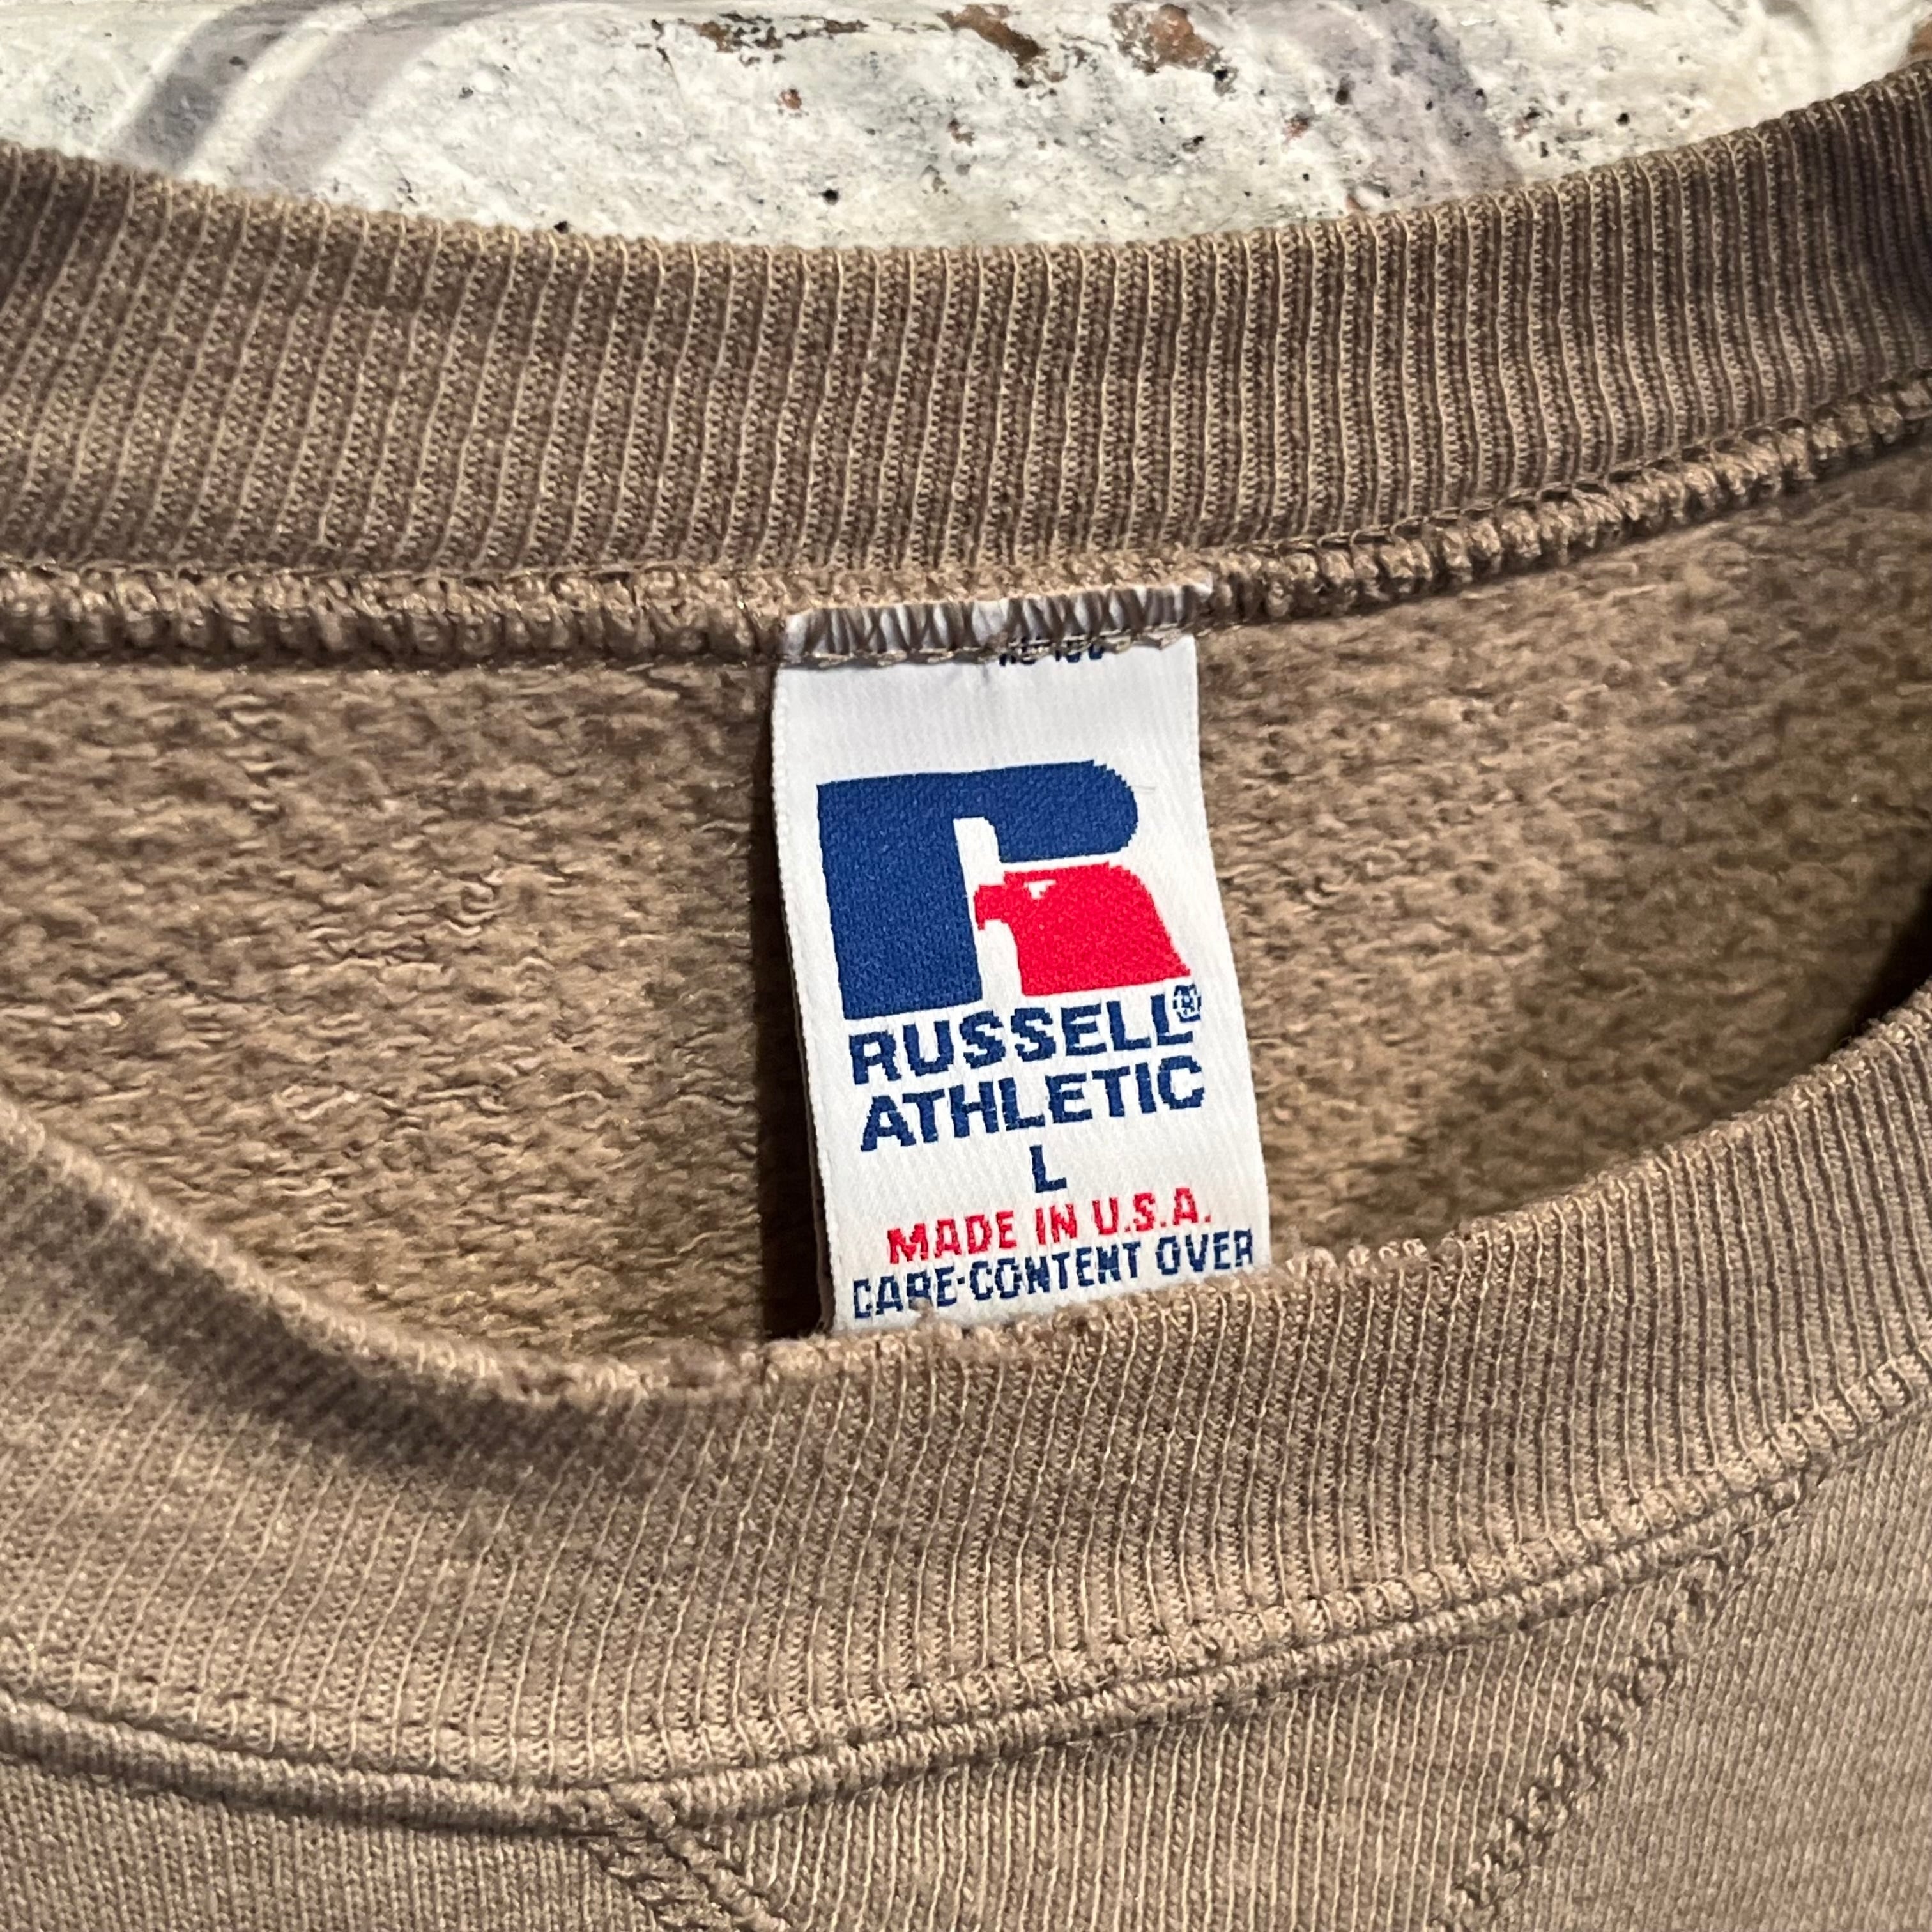 RUSSELL®
ATHLETIC
L
MADE IN U.S.A.
CARE-CONTENT OVER